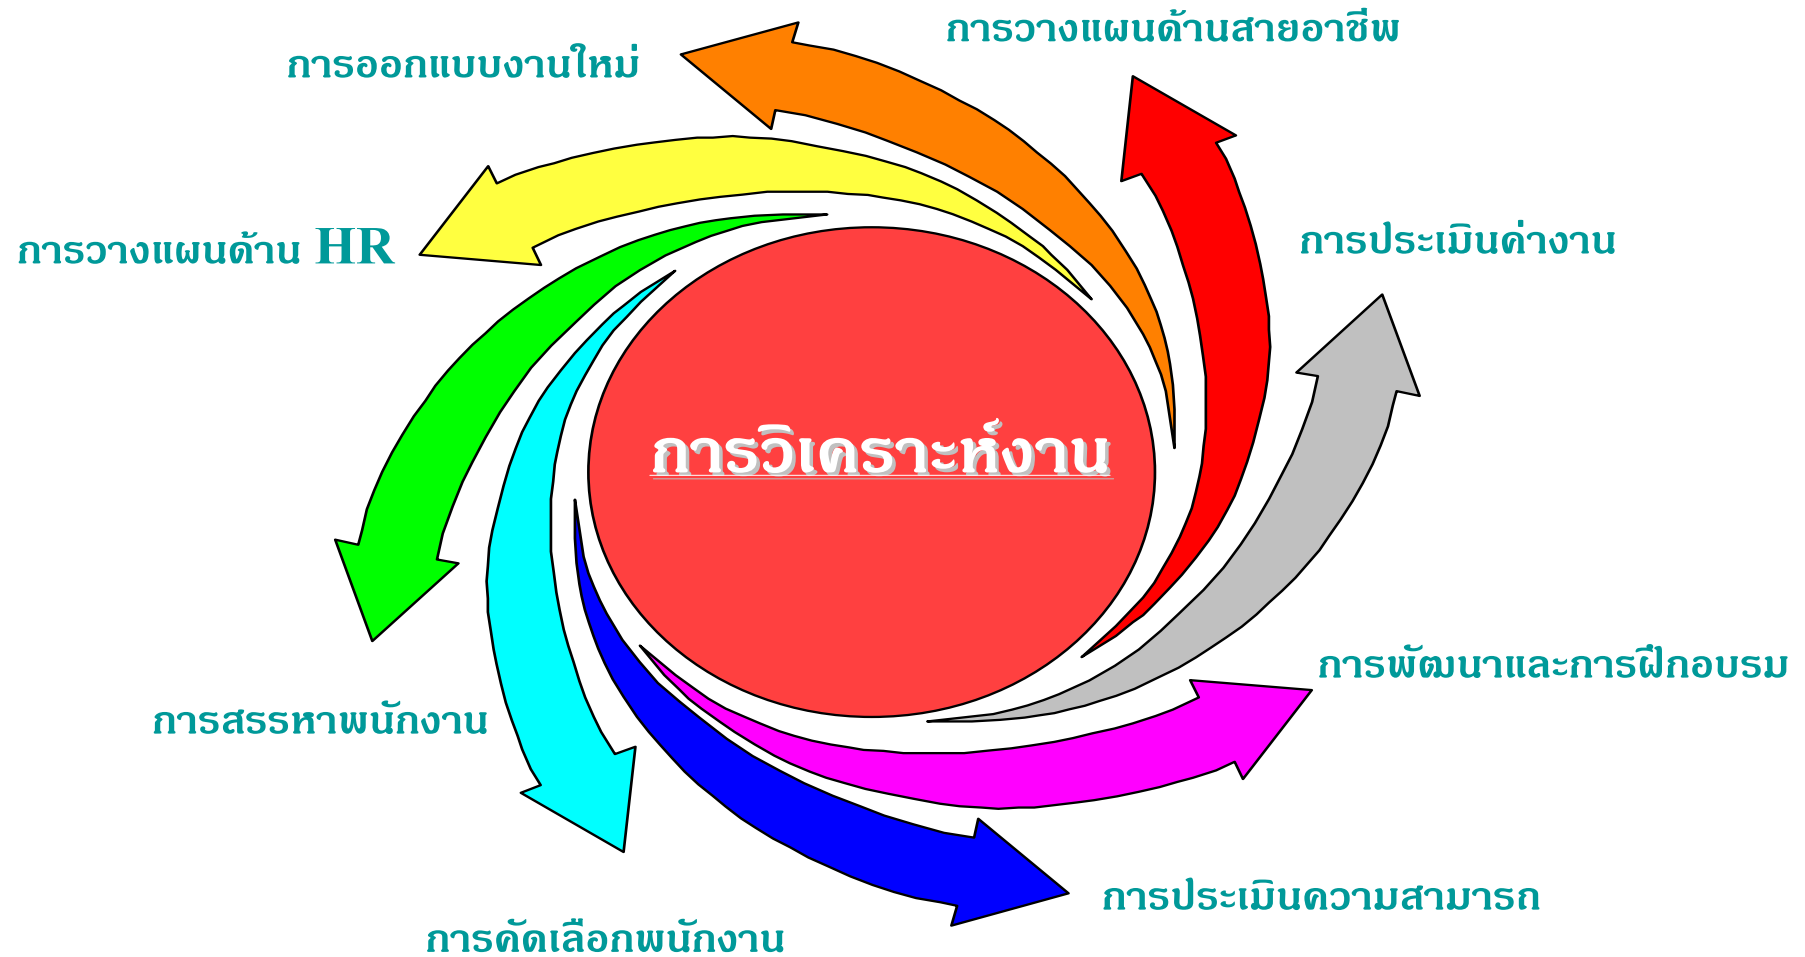 การวางแผนด้านสายอาชีพ
การออกแบบงานใหม่
การประเมินค่างาน
การวางแผนด้าน HR
การวิเคราะห์งาน
การพัฒนาและการฝึกอบรม
การสรรหาพนักงาน
การประเมินความสามารถ
การคัดเลือกพนักงาน